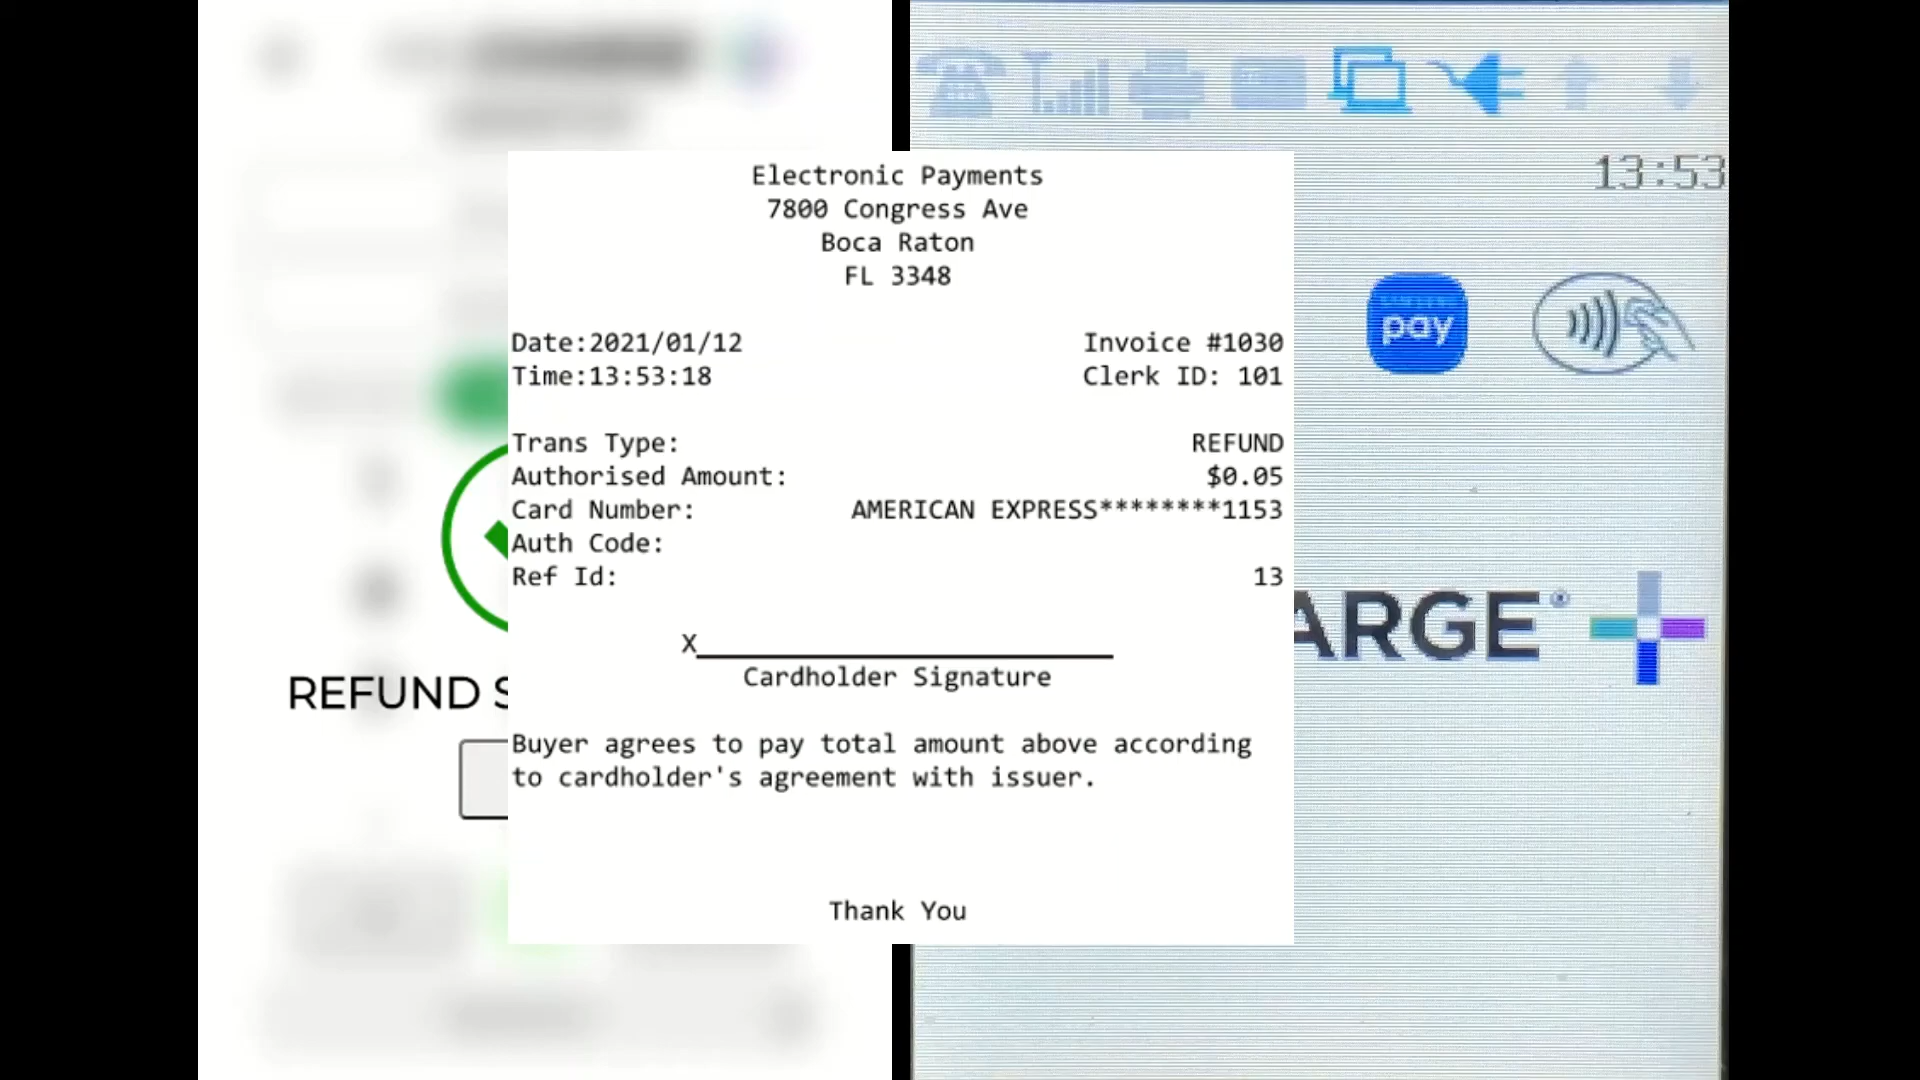 13:53
pay
Electronic Payments
7800 Congress Ave
Boca Raton
FL 3348
Date:2021/01/12 Invoice #1030
Time:13:53:18 Clerk ID: 101
Trans Type: REFUND
Authorised Amount: $0.05
Card Number: AMERICAN EXPRESS********1153
Auth Code:
Ref Id: 13
X
Cardholder Signature
Buyer agrees to pay total amount above according
to cardholder's agreement with issuer.
Thank You
REFUND S
ARGE®